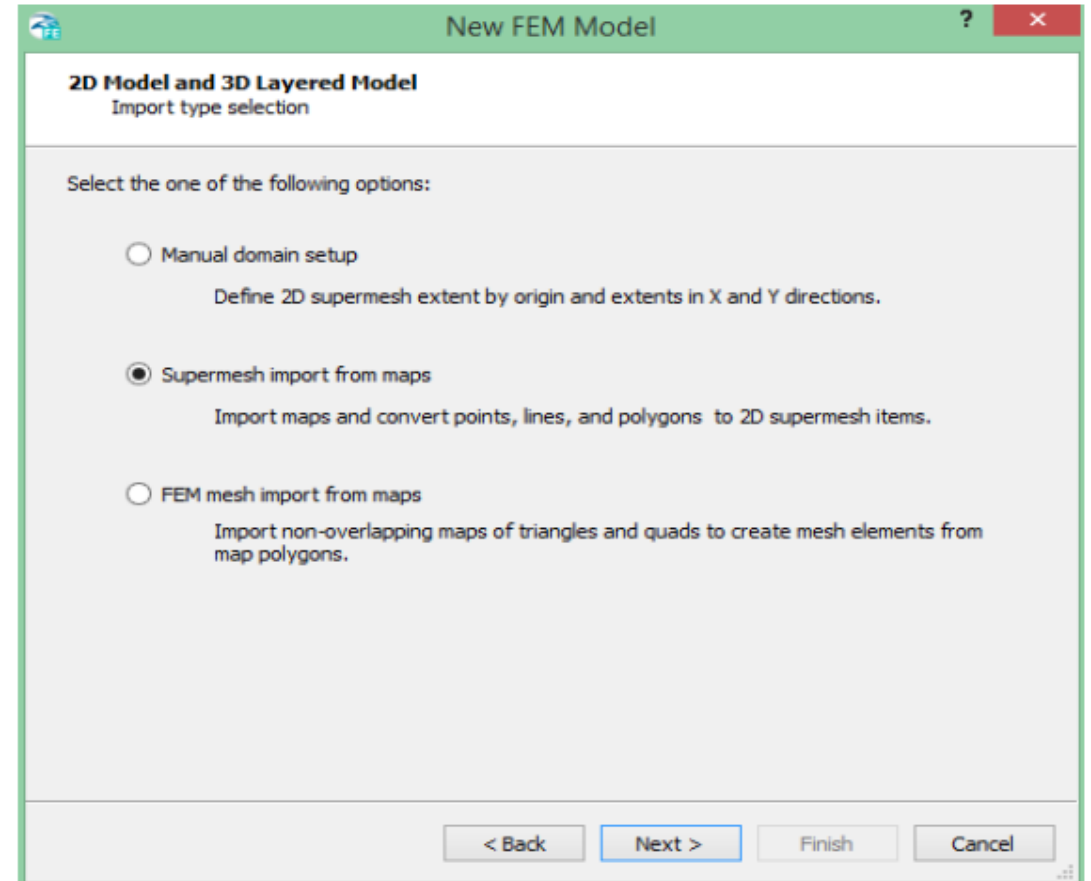 FE
New FEM Model
?
×
2D Model and 3D Layered Model
Import type selection
Select the one of the following options:
Manual domain setup
Define 2D supermesh extent by origin and extents in X and Y directions.
Supermesh import from maps
Import maps and convert points, lines, and polygons to 2D supermesh items.
FEM mesh import from maps
Import non-overlapping maps of triangles and quads to create mesh elements from
map polygons.
< Back
Next >
Finish
Cancel